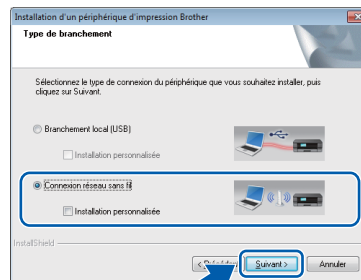 Installation d'un périphérique d'impression Brother
Type de branchement
Sélectionnez le type de connexion du périphérique que vous souhaitez installer, puis
cliquez sur Suivant.
Branchement local (USB)
Installation personnalisée
Connexion réseau sans fil
Installation personnalisée
InstallShield
Suivant >
Annuler